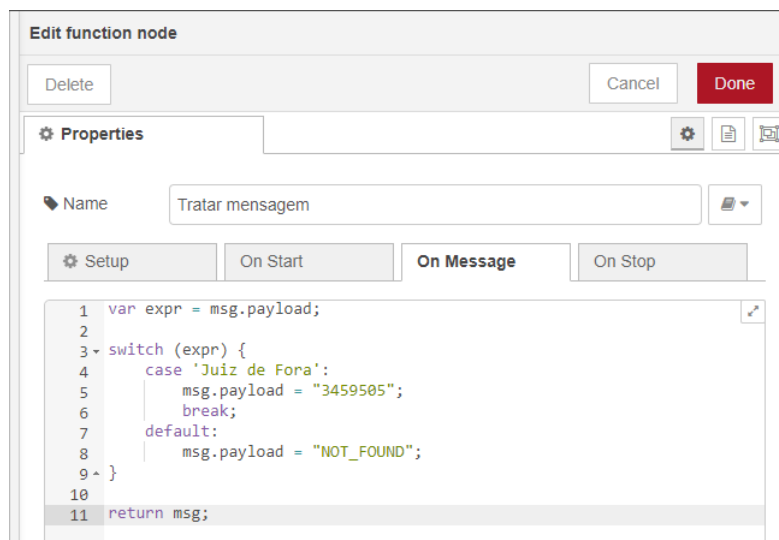 Edit function node
Delete Cancel Done
Properties
Name Tratar mensagem
Setup On Start On Message On Stop
1 var expr = msg.payload;
2
3 switch (expr) {
4 case 'Juiz de Fora':
5 msg.payload = "3459505";
6 break;
7 default:
8 msg.payload = "NOT_FOUND";
9 }
10
11 return msg;